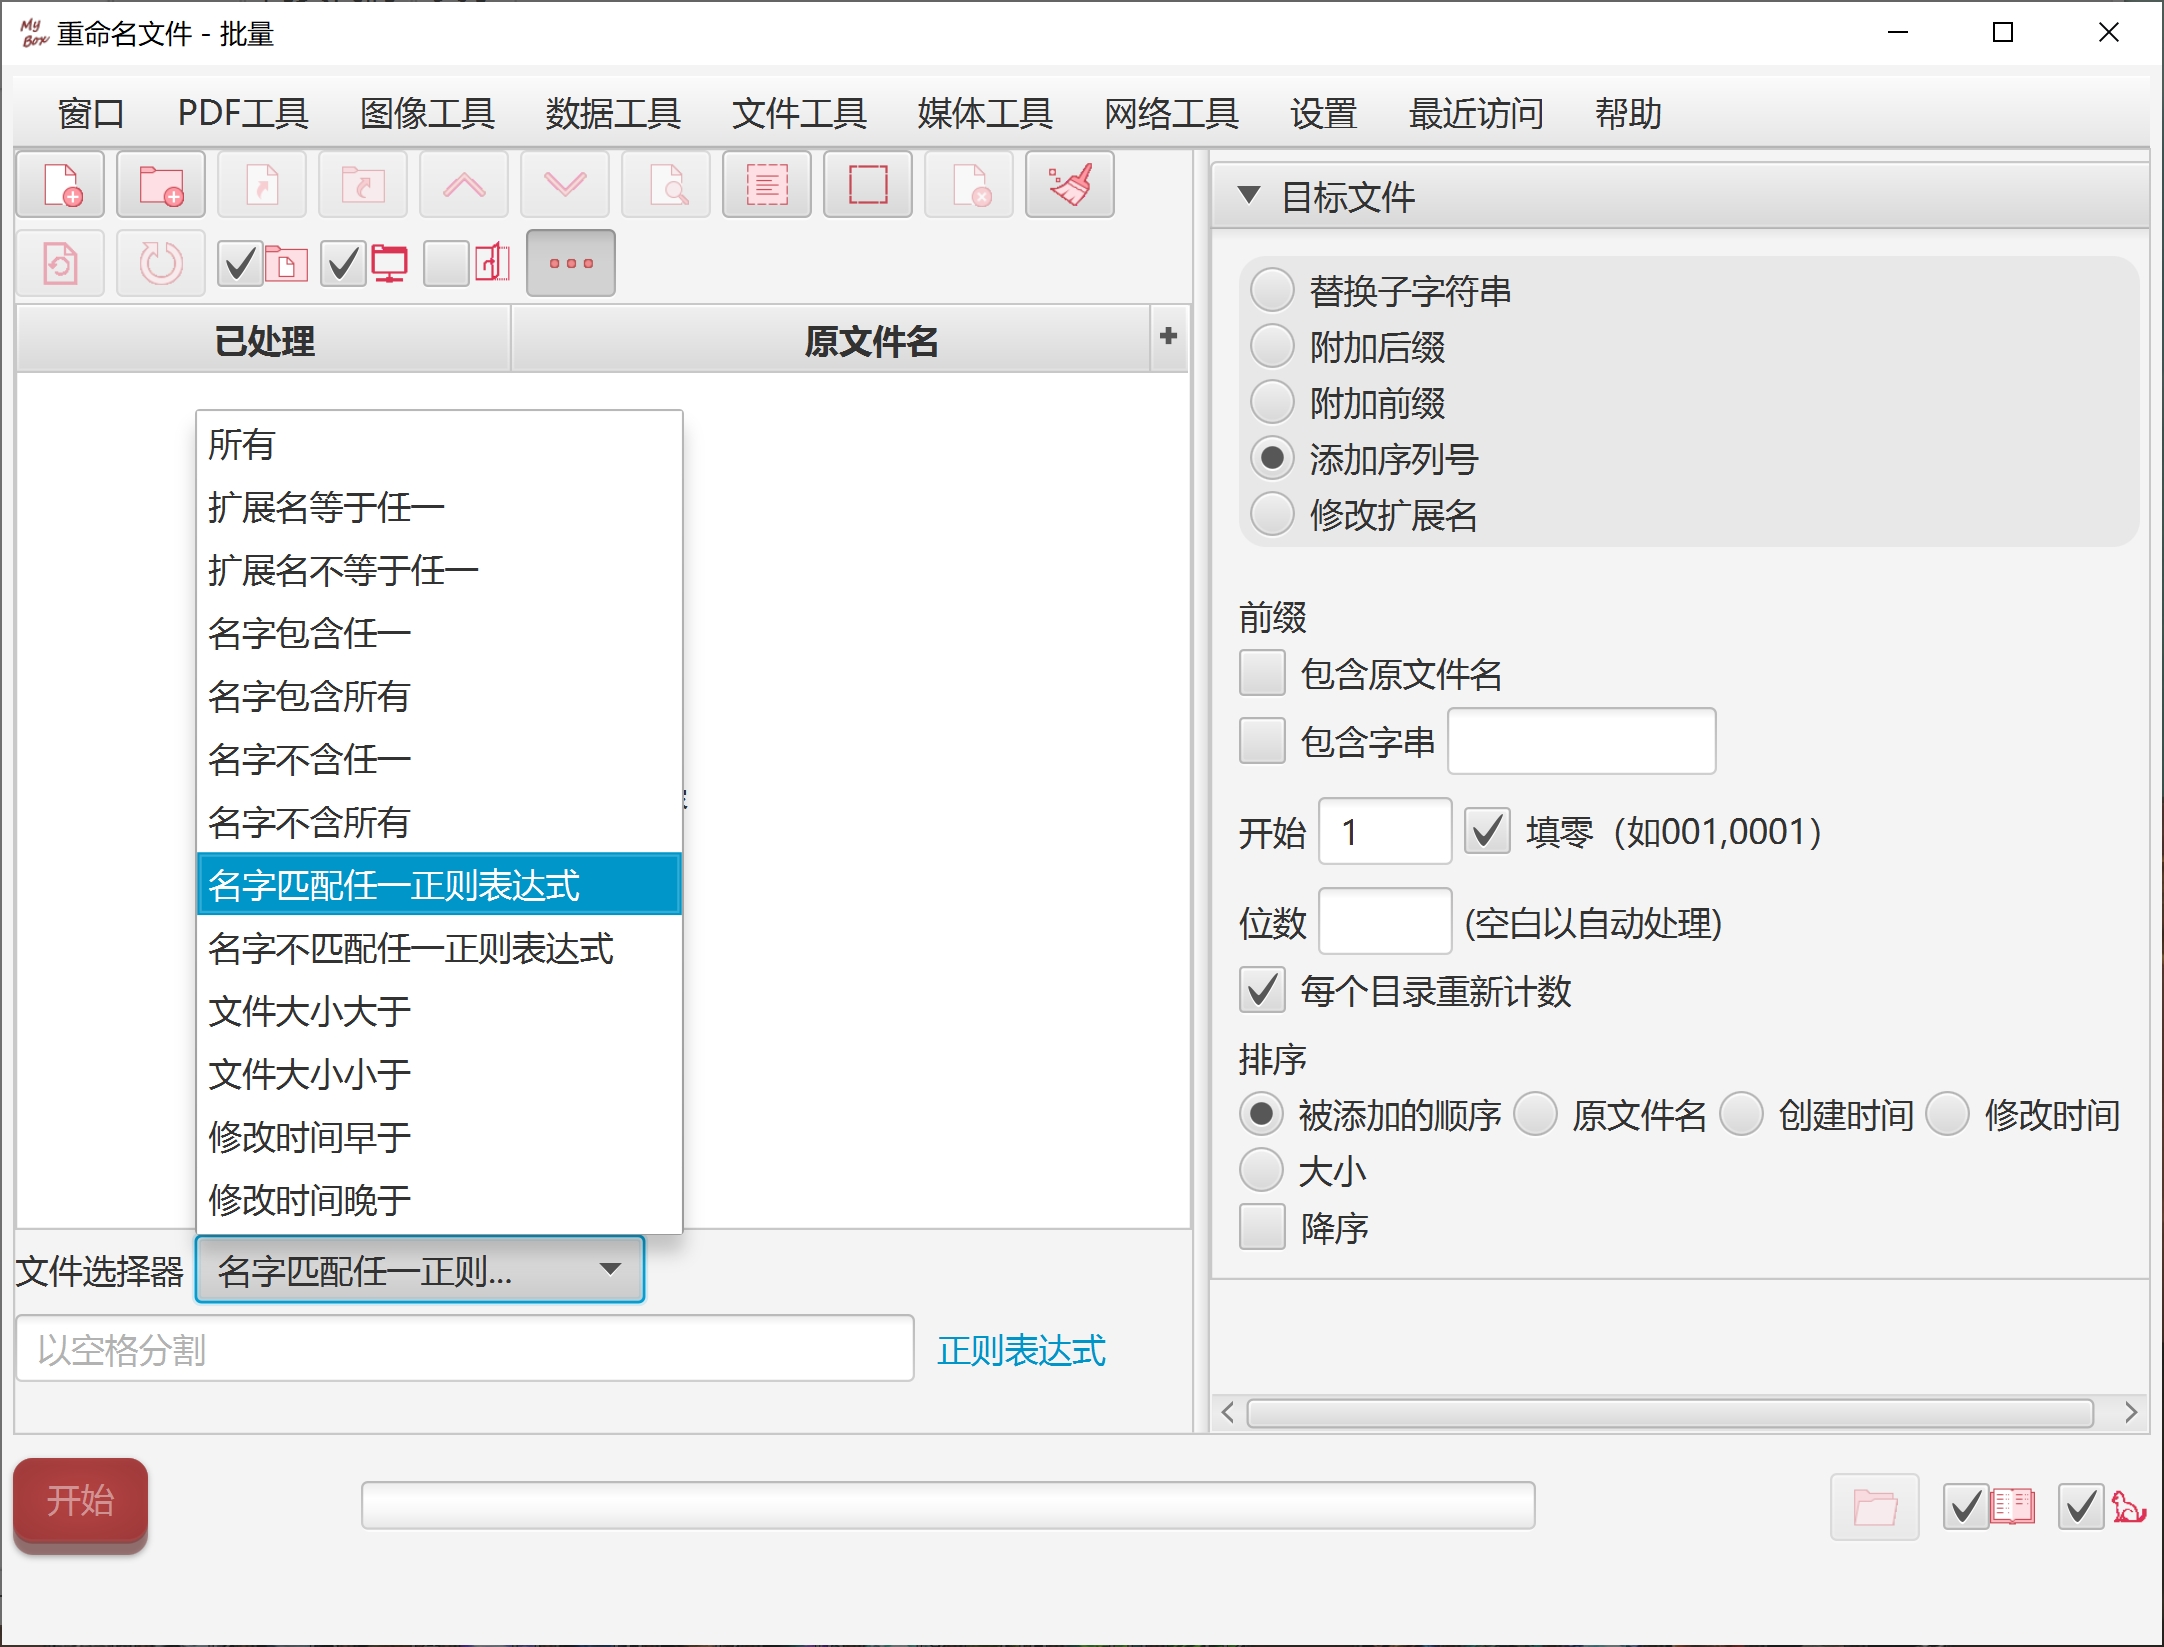 My Box 重命名文件 - 批量
窗口 PDF工具 图像工具 数据工具 文件工具 媒体工具 网络工具 设置 最近访问 帮助
已处理 原文件名
所有
扩展名等于任一
扩展名不等于任一
名字包含任一
名字包含所有
名字不含任一
名字不含所有
名字匹配任一正则表达式
名字不匹配任一正则表达式
文件大小大于
文件大小小于
修改时间早于
修改时间晚于
文件选择器 名字匹配任一正则...
以空格分割 正则表达式
目标文件
替换子字符串
附加后缀
附加前缀
添加序列号
修改扩展名
前缀
包含原文件名
包含字串
开始 1 填零（如001,0001）
位数 (空白以自动处理)
每个目录重新计数
排序
被添加的顺序 原文件名 创建时间 修改时间
大小
降序
开始